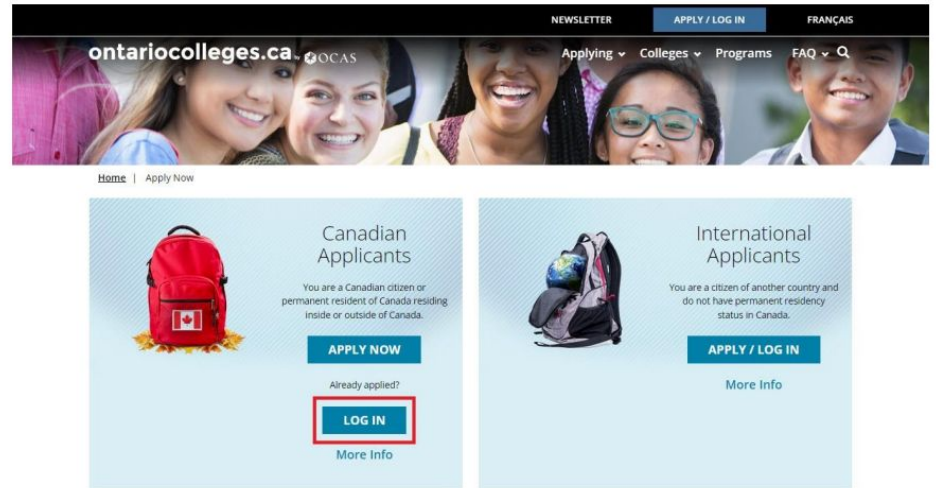 NEWSLETTER APPLY / LOG IN FRANÇAIS
ontariocolleges.ca OCAS Applying Colleges Programs FAQ
Home | Apply Now
Canadian
Applicants
You are a Canadian citizen or
permanent resident of Canada residing
inside or outside of Canada.
APPLY NOW
Already applied?
LOG IN
More Info
International
Applicants
You are a citizen of another country and
do not have permanent residency
status in Canada.
APPLY / LOG IN
More Info